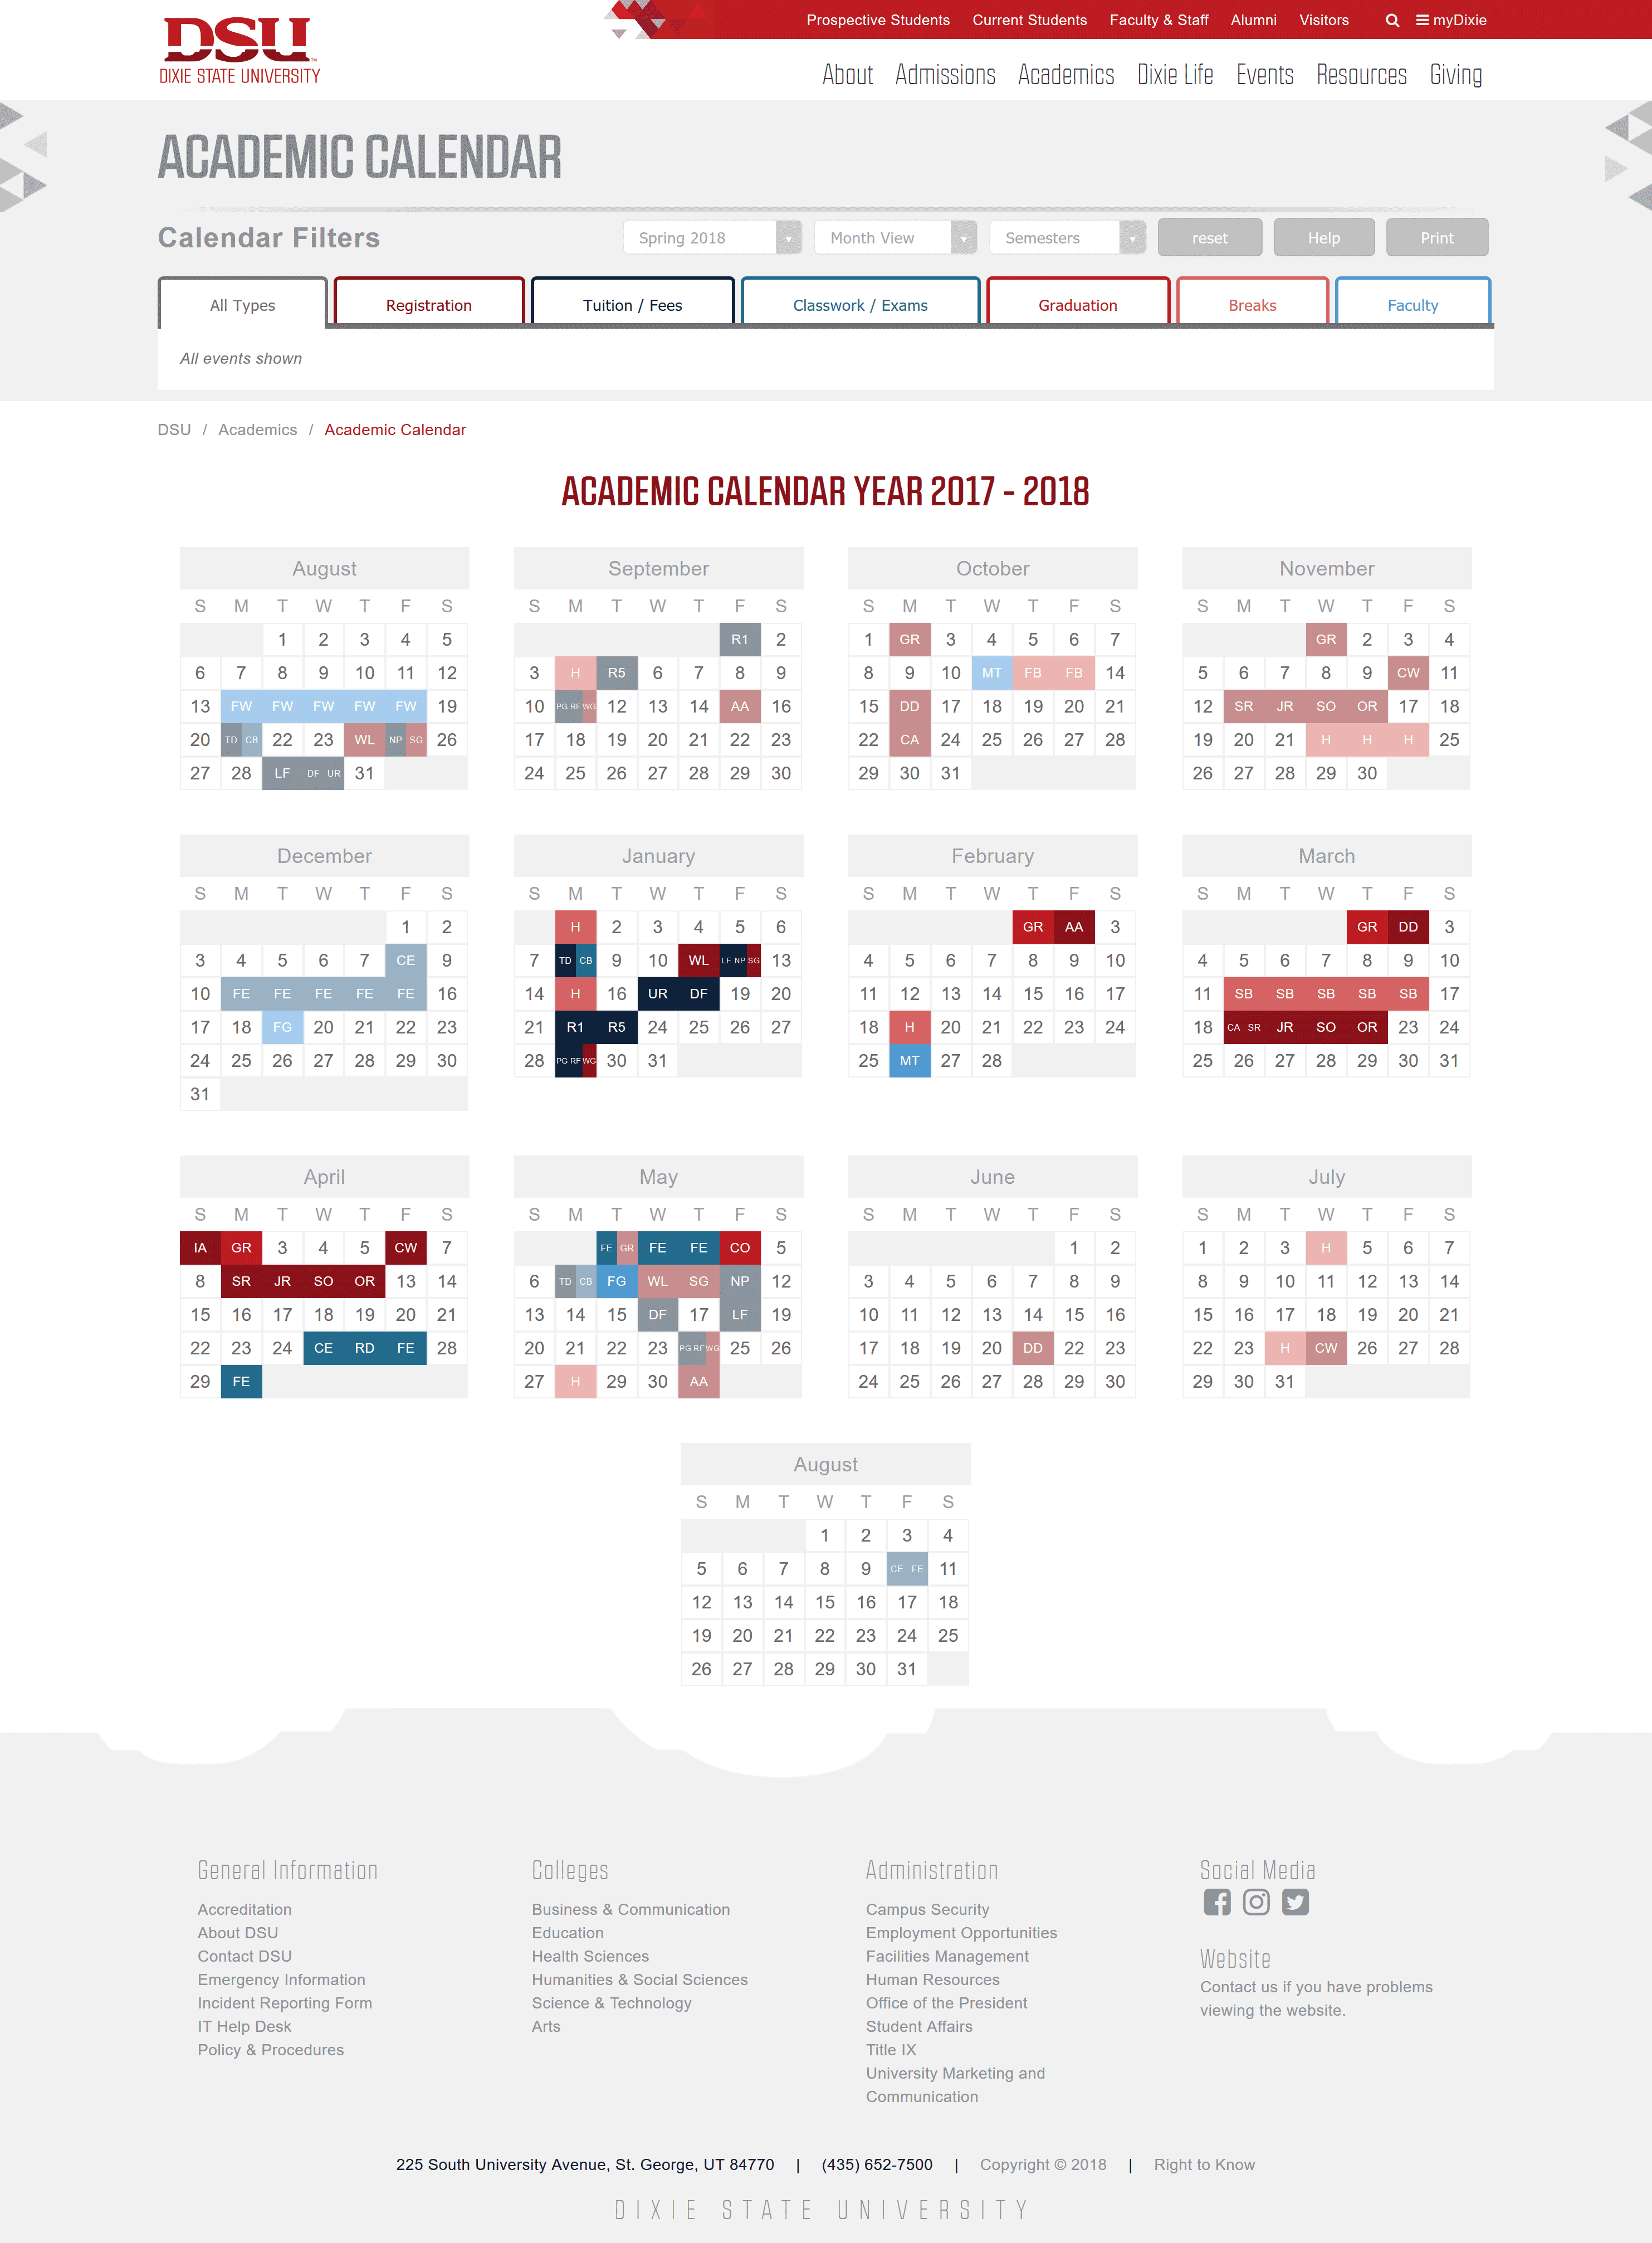 Prospective Students Current Students Faculty & Staff Alumni Visitors myDixie
DSU
DIXIE STATE UNIVERSITY
About Admissions Academics Dixie Life Events Resources Giving
ACADEMIC CALENDAR
Calendar Filters Spring 2018 Month View Semesters reset Help Print
All Types Registration Tuition / Fees Classwork / Exams Graduation Breaks Faculty
All events shown
DSU / Academics / Academic Calendar
ACADEMIC CALENDAR YEAR 2017 - 2018
August
S M T W T F S
1 2 3 4 5
6 7 8 9 10 11 12
13 FW FW FW FW FW 19
20 TD CB 22 23 WL NP SG 26
27 28 LF DF UR 31
September
S M T W T F S
R1 2
3 H R5 6 7 8 9
10 PG RF WG 12 13 14 AA 16
17 18 19 20 21 22 23
24 25 26 27 28 29 30
October
S M T W T F S
1 GR 3 4 5 6 7
8 9 10 MT FB FB 14
15 DD 17 18 19 20 21
22 CA 24 25 26 27 28
29 30 31
November
S M T W T F S
GR 2 3 4
5 6 7 8 9 CW 11
12 SR JR SO OR 17 18
19 20 21 H H H 25
26 27 28 29 30
December
S M T W T F S
1 2
3 4 5 6 7 CE 9
10 FE FE FE FE FE 16
17 18 FG 20 21 22 23
24 25 26 27 28 29 30
31
January
S M T W T F S
H 2 3 4 5 6
7 TD CB 9 10 WL LF NP SG 13
14 H 16 UR DF 19 20
21 R1 R5 24 25 26 27
28 PG RF WG 30 31
February
S M T W T F S
GR AA 3
4 5 6 7 8 9 10
11 12 13 14 15 16 17
18 H 20 21 22 23 24
25 MT 27 28
March
S M T W T F S
GR DD 3
4 5 6 7 8 9 10
11 SB SB SB SB SB 17
18 CA SR JR SO OR 23 24
25 26 27 28 29 30 31
April
S M T W T F S
IA GR 3 4 5 CW 7
8 SR JR SO OR 13 14
15 16 17 18 19 20 21
22 23 24 CE RD FE 28
29 FE
May
S M T W T F S
FE GR FE FE CO 5
6 TD CB FG WL SG NP 12
13 14 15 DF 17 LF 19
20 21 22 23 PG RF WG 25 26
27 H 29 30 AA
June
S M T W T F S
1 2
3 4 5 6 7 8 9
10 11 12 13 14 15 16
17 18 19 20 DD 22 23
24 25 26 27 28 29 30
July
S M T W T F S
1 2 3 H 5 6 7
8 9 10 11 12 13 14
15 16 17 18 19 20 21
22 23 H CW 26 27 28
29 30 31
August
S M T W T F S
1 2 3 4
5 6 7 8 9 CE FE 11
12 13 14 15 16 17 18
19 20 21 22 23 24 25
26 27 28 29 30 31
General Information
Accreditation
About DSU
Contact DSU
Emergency Information
Incident Reporting Form
IT Help Desk
Policy & Procedures
Colleges
Business & Communication
Education
Health Sciences
Humanities & Social Sciences
Science & Technology
Arts
Administration
Campus Security
Employment Opportunities
Facilities Management
Human Resources
Office of the President
Student Affairs
Title IX
University Marketing and
Communication
Social Media
Website
Contact us if you have problems
viewing the website.
225 South University Avenue, St. George, UT 84770 | (435) 652-7500 | Copyright © 2018 | Right to Know
DIXIE STATE UNIVERSITY